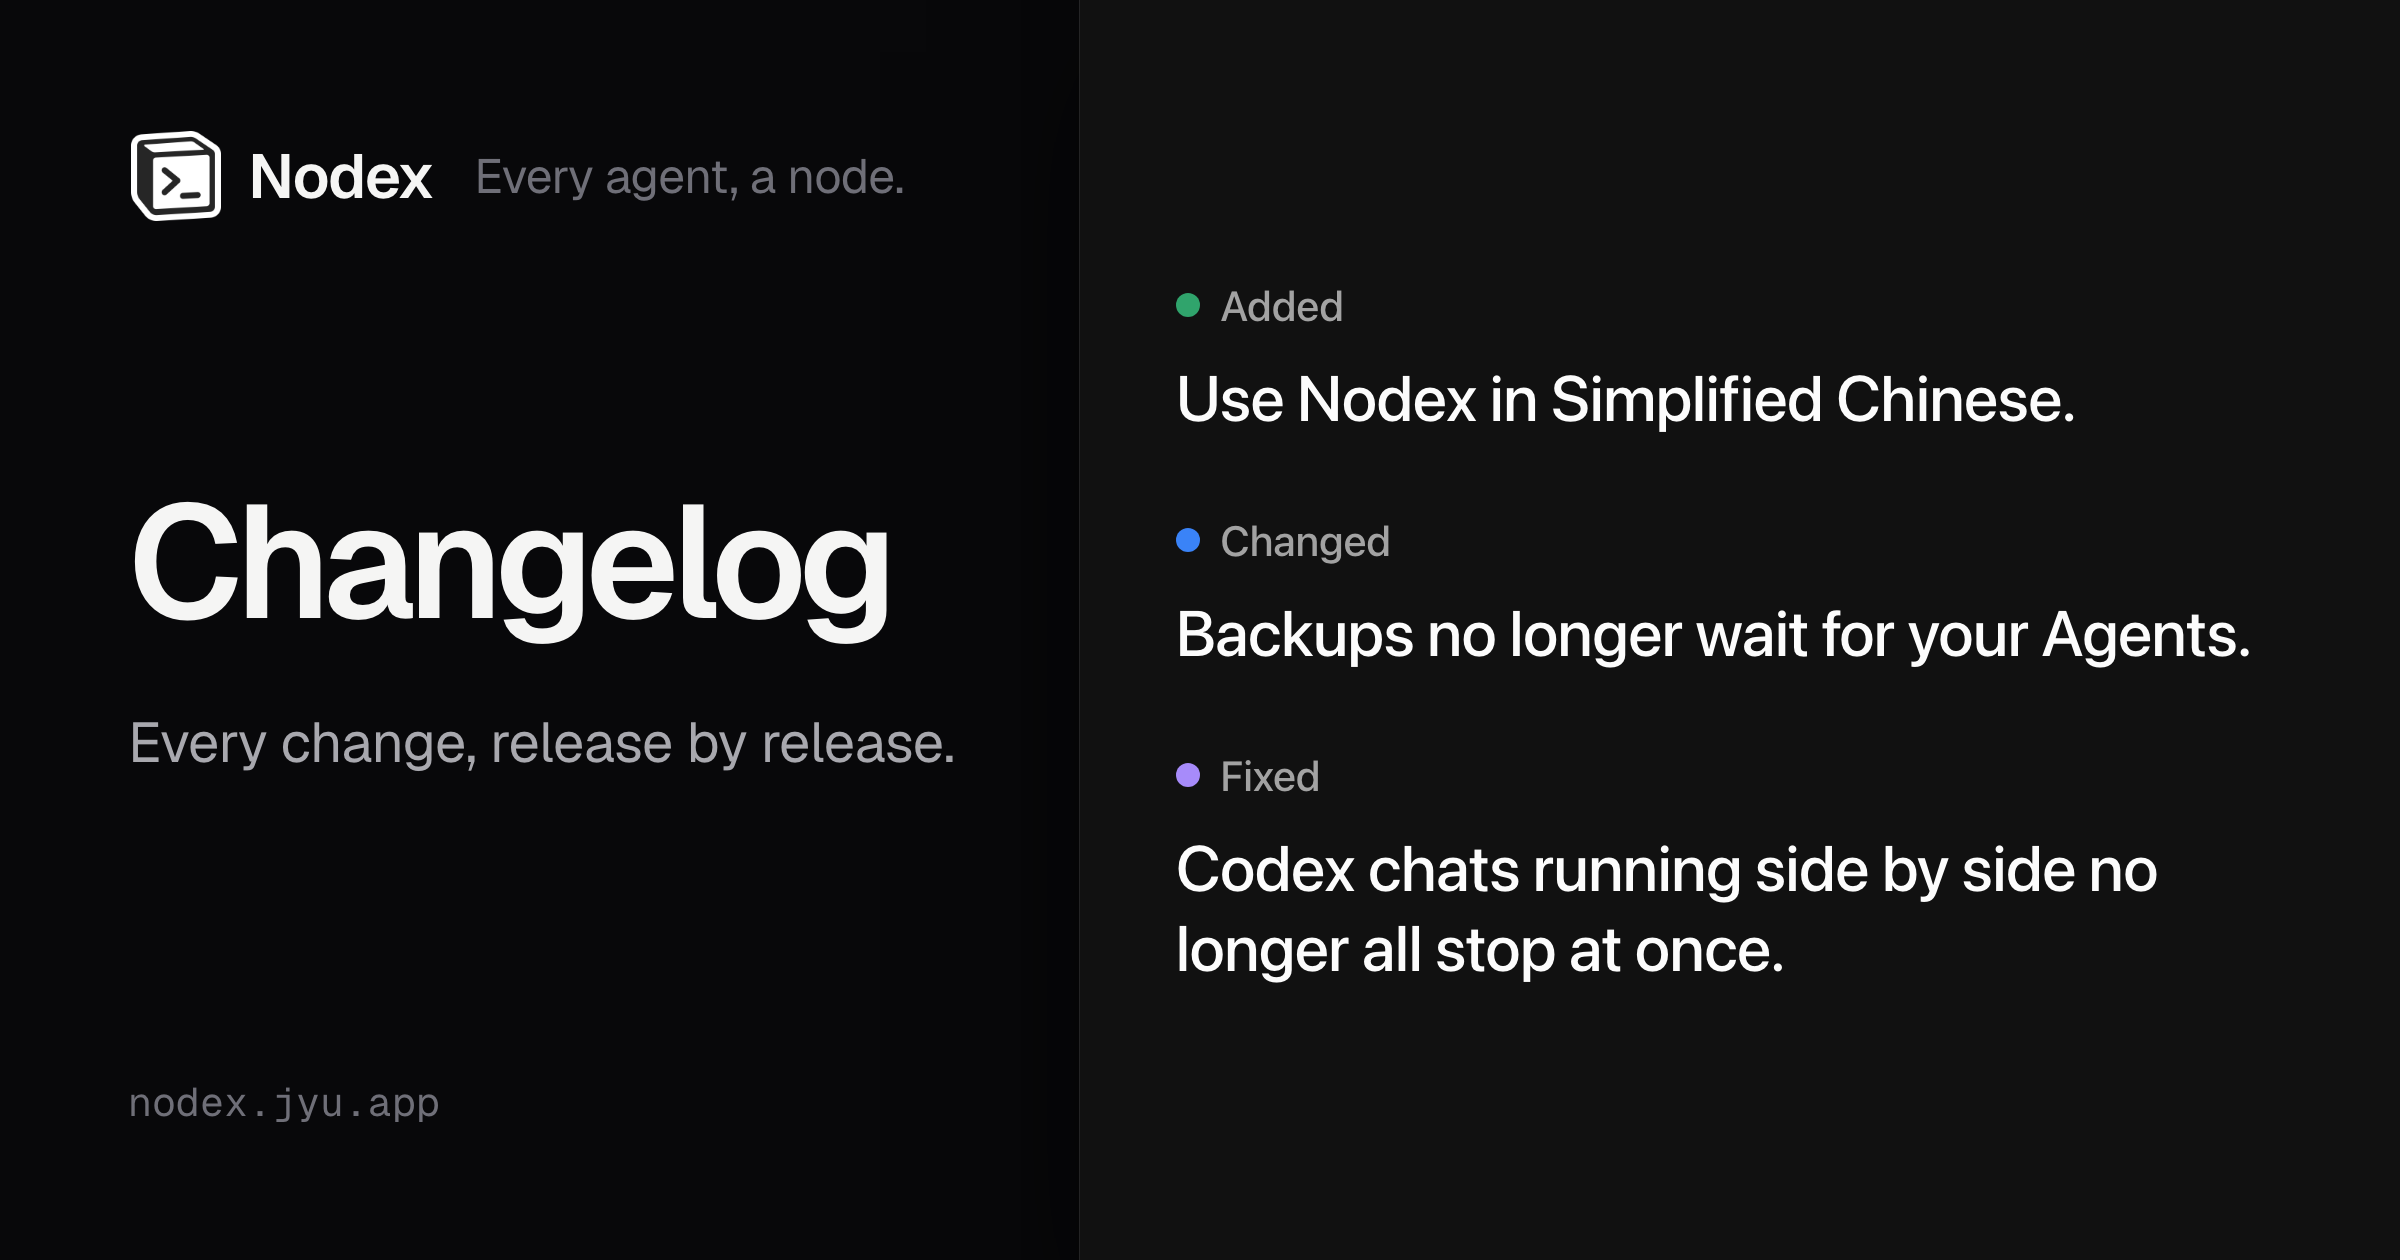 Nodex Every agent, a node.
Changelog
Every change, release by release.
nodex.jyu.app
Added
Use Nodex in Simplified Chinese.
Changed
Backups no longer wait for your Agents.
Fixed
Codex chats running side by side no
longer all stop at once.